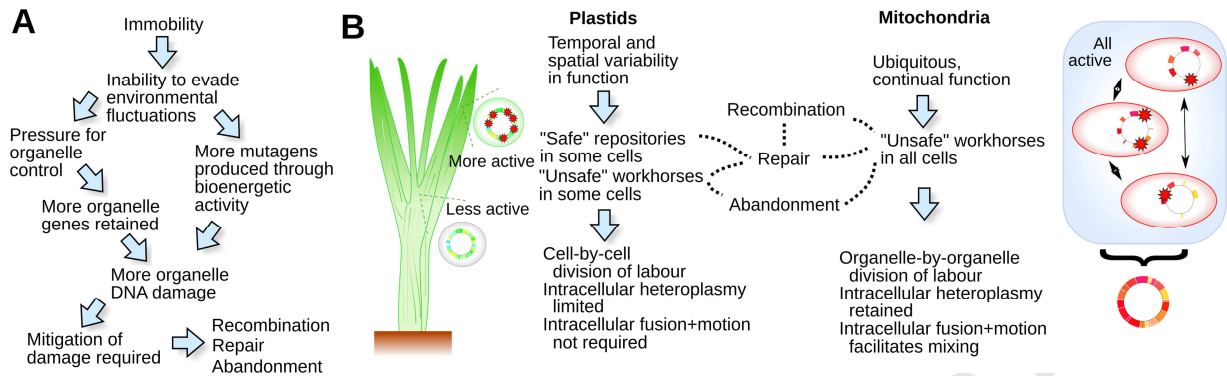 A
Immobility
Inability to evade
environmental
fluctuations
Pressure for
organelle
control
More mutagens
produced through
bioenergetic
activity
More organelle
genes retained
More organelle
DNA damage
Mitigation of
damage required
Recombination
Repair
Abandonment
B
More active
Less active
Plastids
Temporal and
spatial variability
in function
"Safe" repositories
in some cells
"Unsafe" workhorses
in some cells
Cell-by-cell
division of labour
Intracellular heteroplasmy
limited
Intracellular fusion+motion
not required
Recombination
Repair
Abandonment
Mitochondria
Ubiquitous,
continual function
"Unsafe" workhorses
in all cells
Organelle-by-organelle
division of labour
Intracellular heteroplasmy
retained
Intracellular fusion+motion
facilitates mixing
All
active